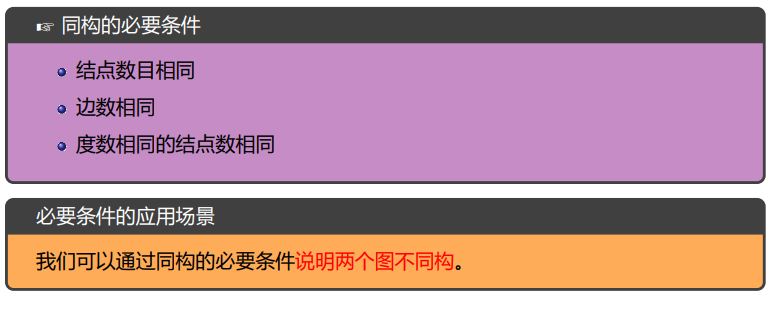 ☞ 同构的必要条件
结点数目相同
边数相同
度数相同的结点数相同
必要条件的应用场景
我们可以通过同构的必要条件说明两个图不同构。